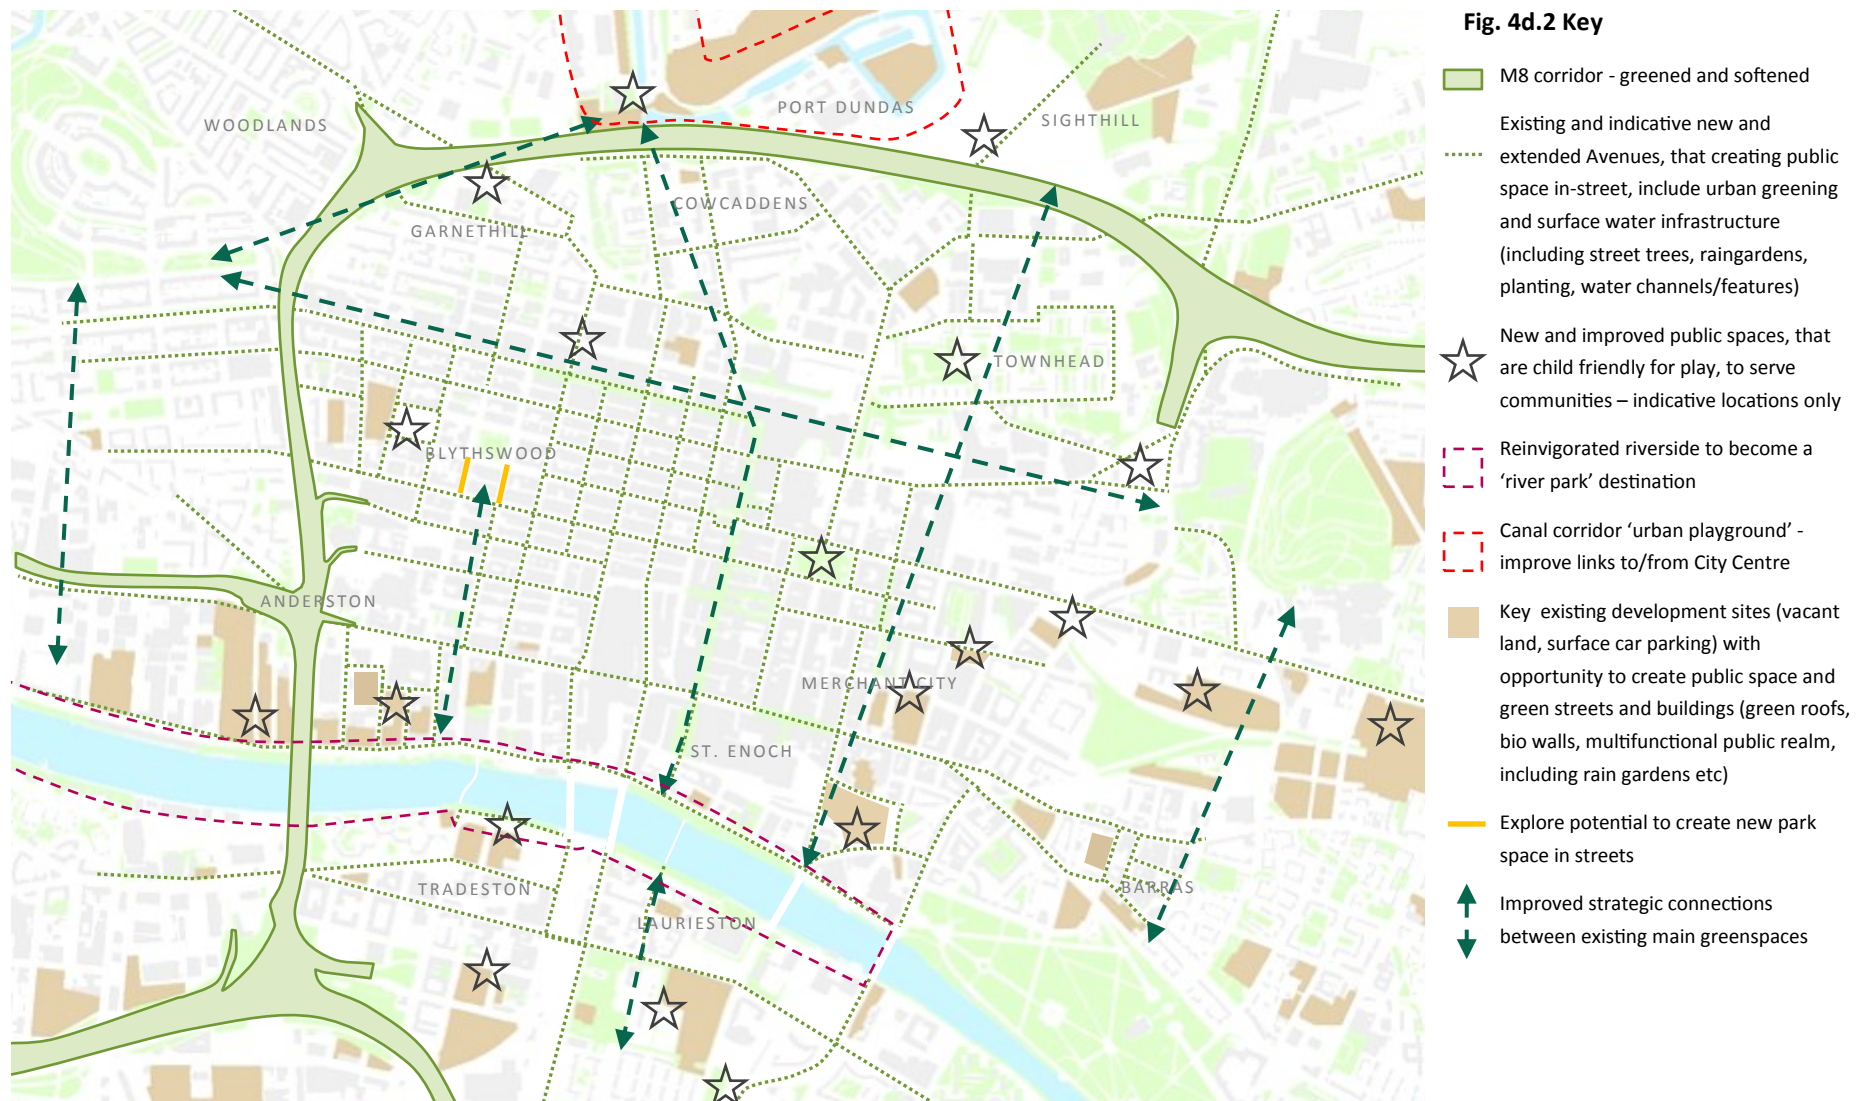 Fig. 4d.2 Key
M8 corridor - greened and softened
Existing and indicative new and
extended Avenues, that creating public
space in-street, include urban greening
and surface water infrastructure
(including street trees, raingardens,
planting, water channels/features)
New and improved public spaces, that
are child friendly for play, to serve
communities – indicative locations only
Reinvigorated riverside to become a
‘river park’ destination
Canal corridor ‘urban playground’ -
improve links to/from City Centre
Key existing development sites (vacant
land, surface car parking) with
opportunity to create public space and
green streets and buildings (green roofs,
bio walls, multifunctional public realm,
including rain gardens etc)
Explore potential to create new park
space in streets
Improved strategic connections
between existing main greenspaces
WOODLANDS
PORT DUNDAS
SIGHTHILL
COWCADDENS
GARNETHILL
TOWNHEAD
BLYTHSWOOD
ANDERSTON
MERCHANT CITY
ST. ENOCH
TRADESTON
BARRAS
LAURIESTON